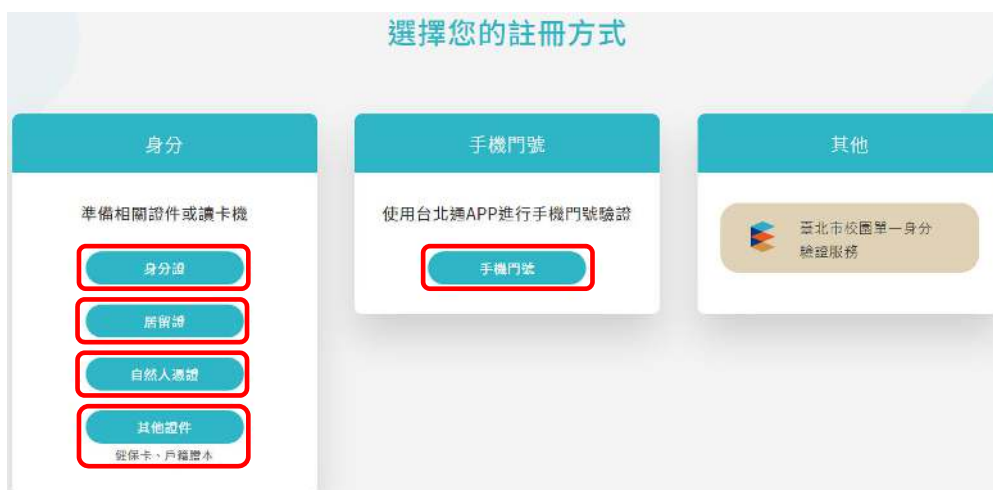 選擇您的註冊方式
身分
準備相關證件或讀卡機
身分證
居留證
自然人憑證
其他證件
健保卡、戶籍謄本
手機門號
使用台北通APP進行手機門號驗證
手機門號
其他
臺北市校園單一身分
驗證服務